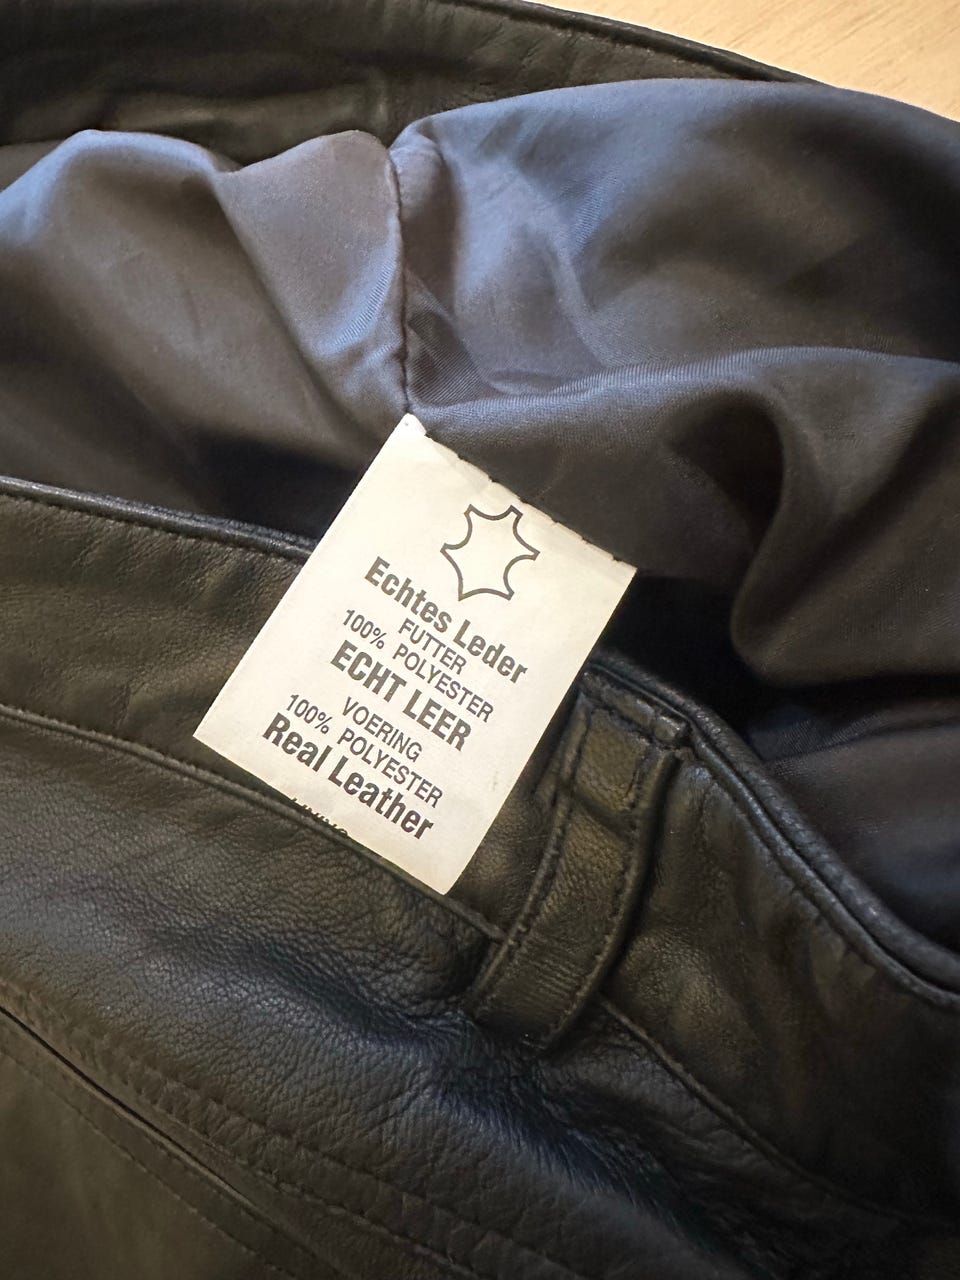 Echtes Leder
FUTTER
100% POLYESTER
ECHT LEER
VOERING
100% POLYESTER
Real Leather